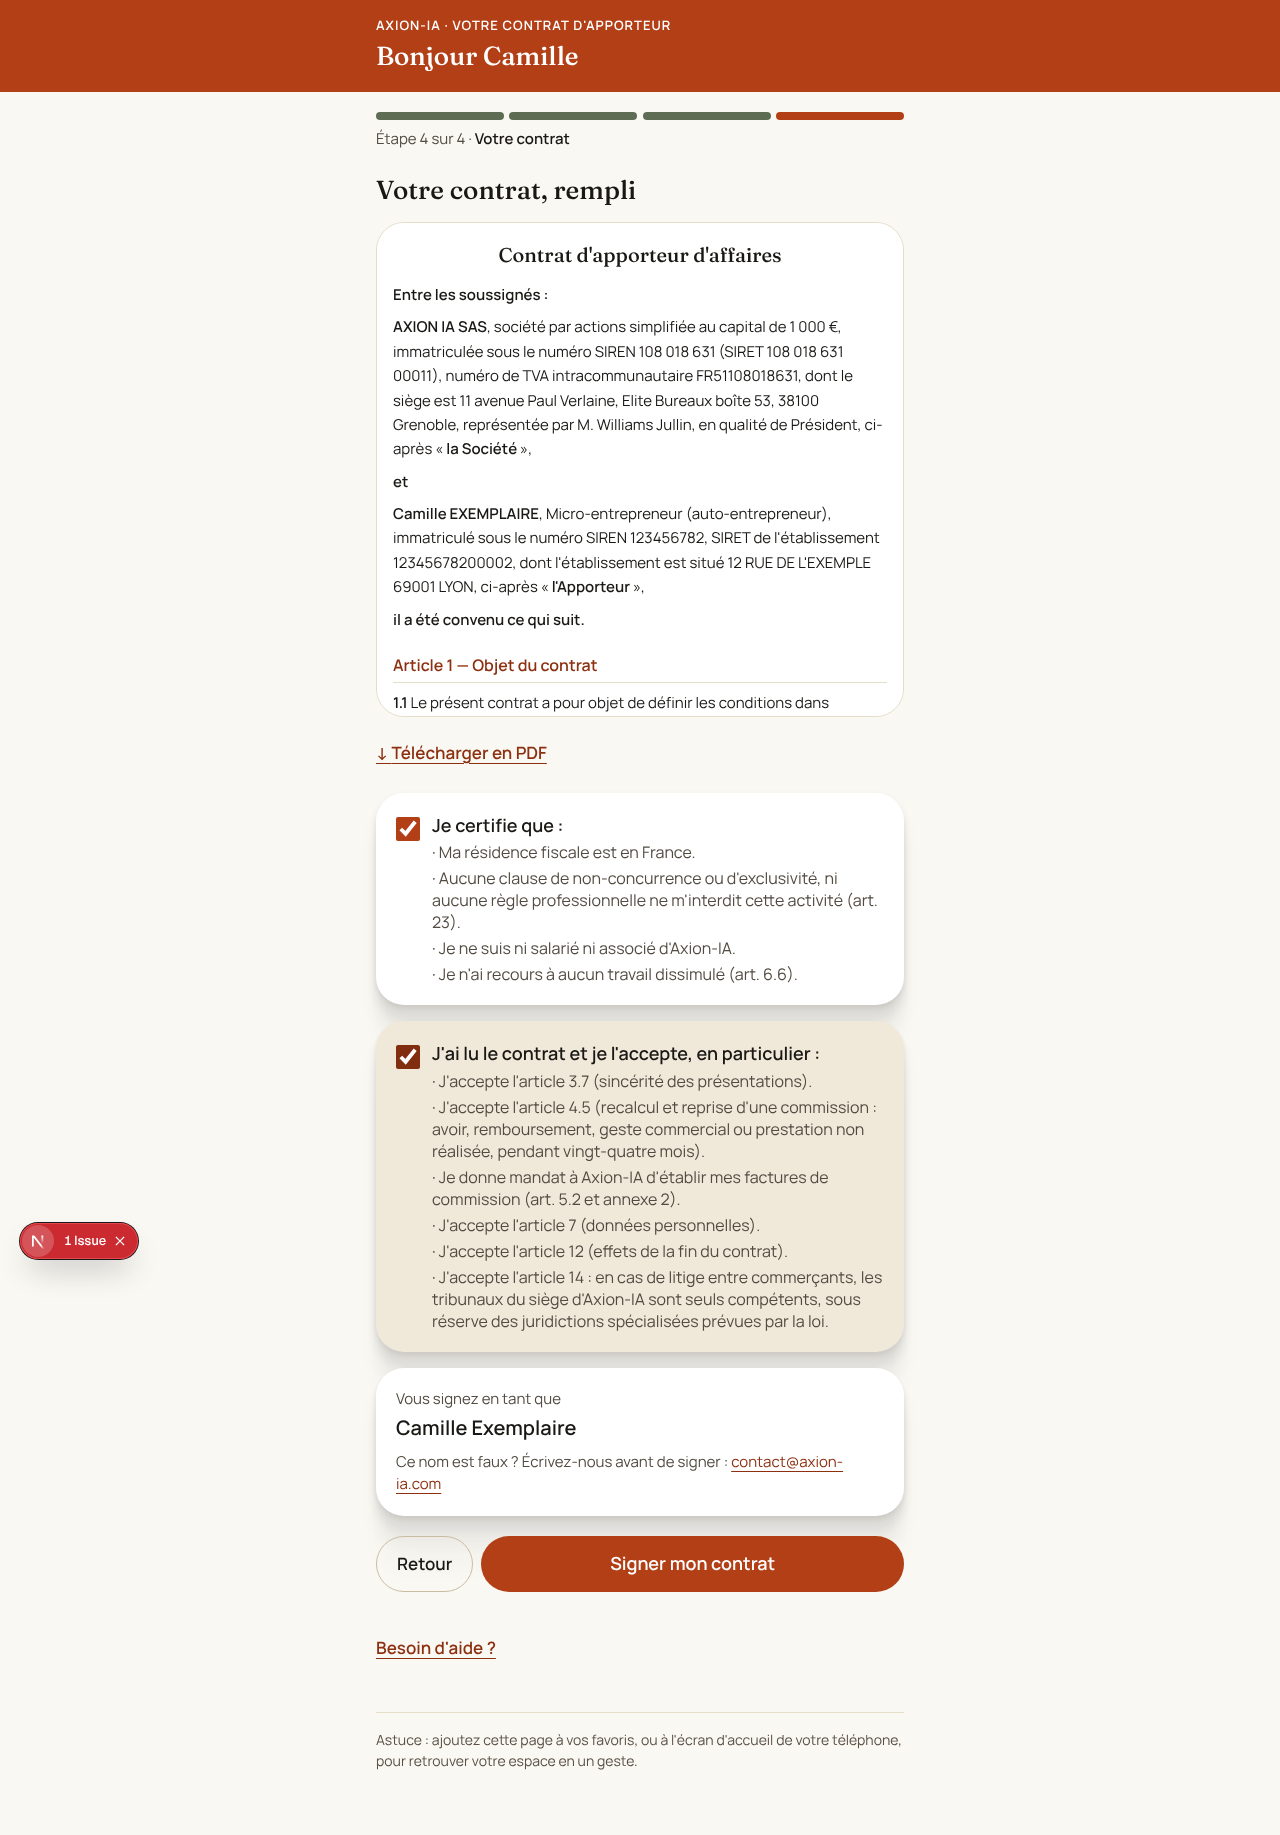 AXION-IA · VOTRE CONTRAT D'APPORTEUR
Bonjour Camille
Étape 4 sur 4 · Votre contrat
Votre contrat, rempli
Contrat d'apporteur d'affaires
Entre les soussignés :
AXION IA SAS, société par actions simplifiée au capital de 1 000 €,
immatriculée sous le numéro SIREN 108 018 631 (SIRET 108 018 631
00011), numéro de TVA intracommunautaire FR51108018631, dont le
siège est 11 avenue Paul Verlaine, Elite Bureaux boîte 53, 38100
Grenoble, représentée par M. Williams Jullin, en qualité de Président, ci-
après « la Société »,
et
Camille EXEMPLAIRE, Micro-entrepreneur (auto-entrepreneur),
immatriculé sous le numéro SIREN 123456782, SIRET de l'établissement
12345678200002, dont l'établissement est situé 12 RUE DE L'EXEMPLE
69001 LYON, ci-après « l'Apporteur »,
il a été convenu ce qui suit.
Article 1 — Objet du contrat
1.1 Le présent contrat a pour objet de définir les conditions dans
↓ Télécharger en PDF
Je certifie que :
· Ma résidence fiscale est en France.
· Aucune clause de non-concurrence ou d'exclusivité, ni
aucune règle professionnelle ne m'interdit cette activité (art.
23).
· Je ne suis ni salarié ni associé d'Axion-IA.
· Je n'ai recours à aucun travail dissimulé (art. 6.6).
J'ai lu le contrat et je l'accepte, en particulier :
· J'accepte l'article 3.7 (sincérité des présentations).
· J'accepte l'article 4.5 (recalcul et reprise d'une commission :
avoir, remboursement, geste commercial ou prestation non
réalisée, pendant vingt-quatre mois).
· Je donne mandat à Axion-IA d'établir mes factures de
commission (art. 5.2 et annexe 2).
· J'accepte l'article 7 (données personnelles).
· J'accepte l'article 12 (effets de la fin du contrat).
· J'accepte l'article 14 : en cas de litige entre commerçants, les
tribunaux du siège d'Axion-IA sont seuls compétents, sous
réserve des juridictions spécialisées prévues par la loi.
N 1 Issue
Vous signez en tant que
Camille Exemplaire
Ce nom est faux ? Écrivez-nous avant de signer : contact@axion-
ia.com
Retour
Signer mon contrat
Besoin d'aide ?
Astuce : ajoutez cette page à vos favoris, ou à l'écran d'accueil de votre téléphone,
pour retrouver votre espace en un geste.